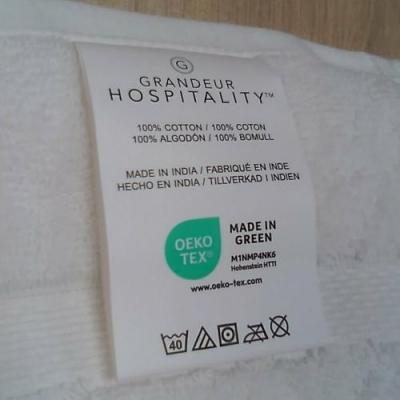 G
GRANDEUR
HOSPITALITY™
100% COTTON / 100% COTON
100% ALGODÓN / 100% BOMULL
MADE IN INDIA / FABRIQUÉ EN INDE
HECHO EN INDIA / TILLVERKAD I INDIEN
OEKO
TEX®
MADE IN
GREEN
M1NMP4NK6
Hohenstein HTTI
www.oeko-tex.com
40